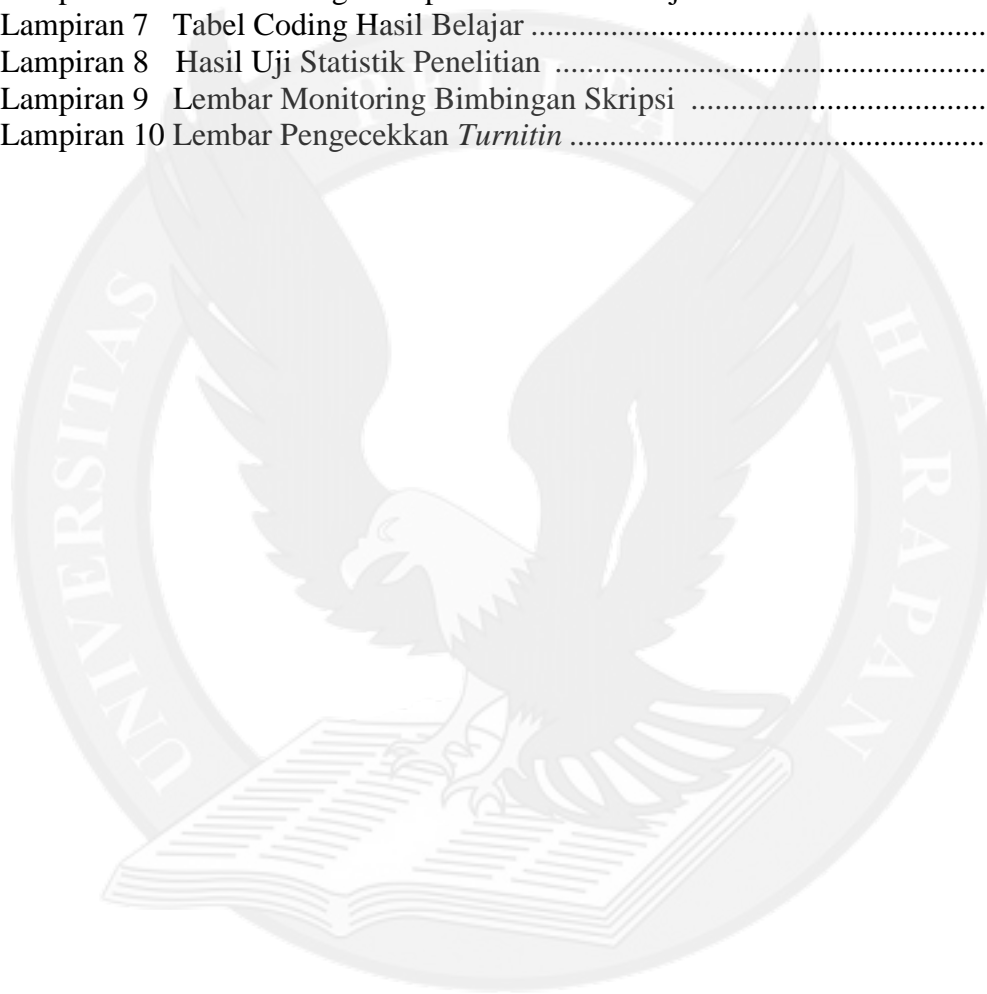 Lampiran 7 Tabel Coding Hasil Belajar ........................................................
Lampiran 8 Hasil Uji Statistik Penelitian .....................................................
Lampiran 9 Lembar Monitoring Bimbingan Skripsi ....................................
Lampiran 10 Lembar Pengecekkan Turnitin ...................................................
UNIVERSITAS PELITA HARAPAN